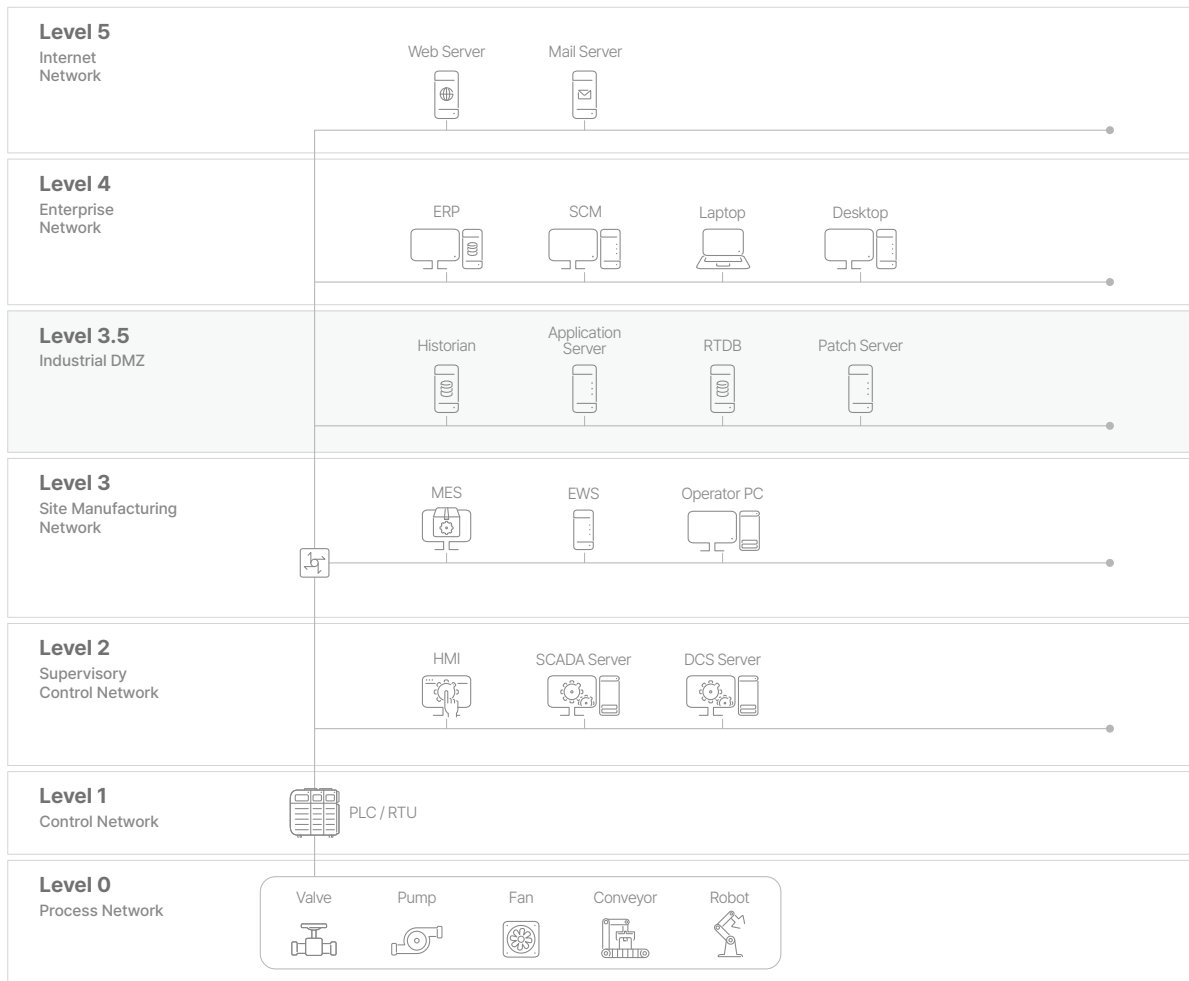 Level 5
Internet
Network
Web Server
Mail Server
Level 4
Enterprise
Network
ERP
SCM
Laptop
Desktop
Level 3.5
Industrial DMZ
Historian
Application
Server
RTDB
Patch Server
Level 3
Site Manufacturing
Network
MES
EWS
Operator PC
Level 2
Supervisory
Control Network
HMI
SCADA Server
DCS Server
Level 1
Control Network
PLC / RTU
Level 0
Process Network
Valve
Pump
Fan
Conveyor
Robot